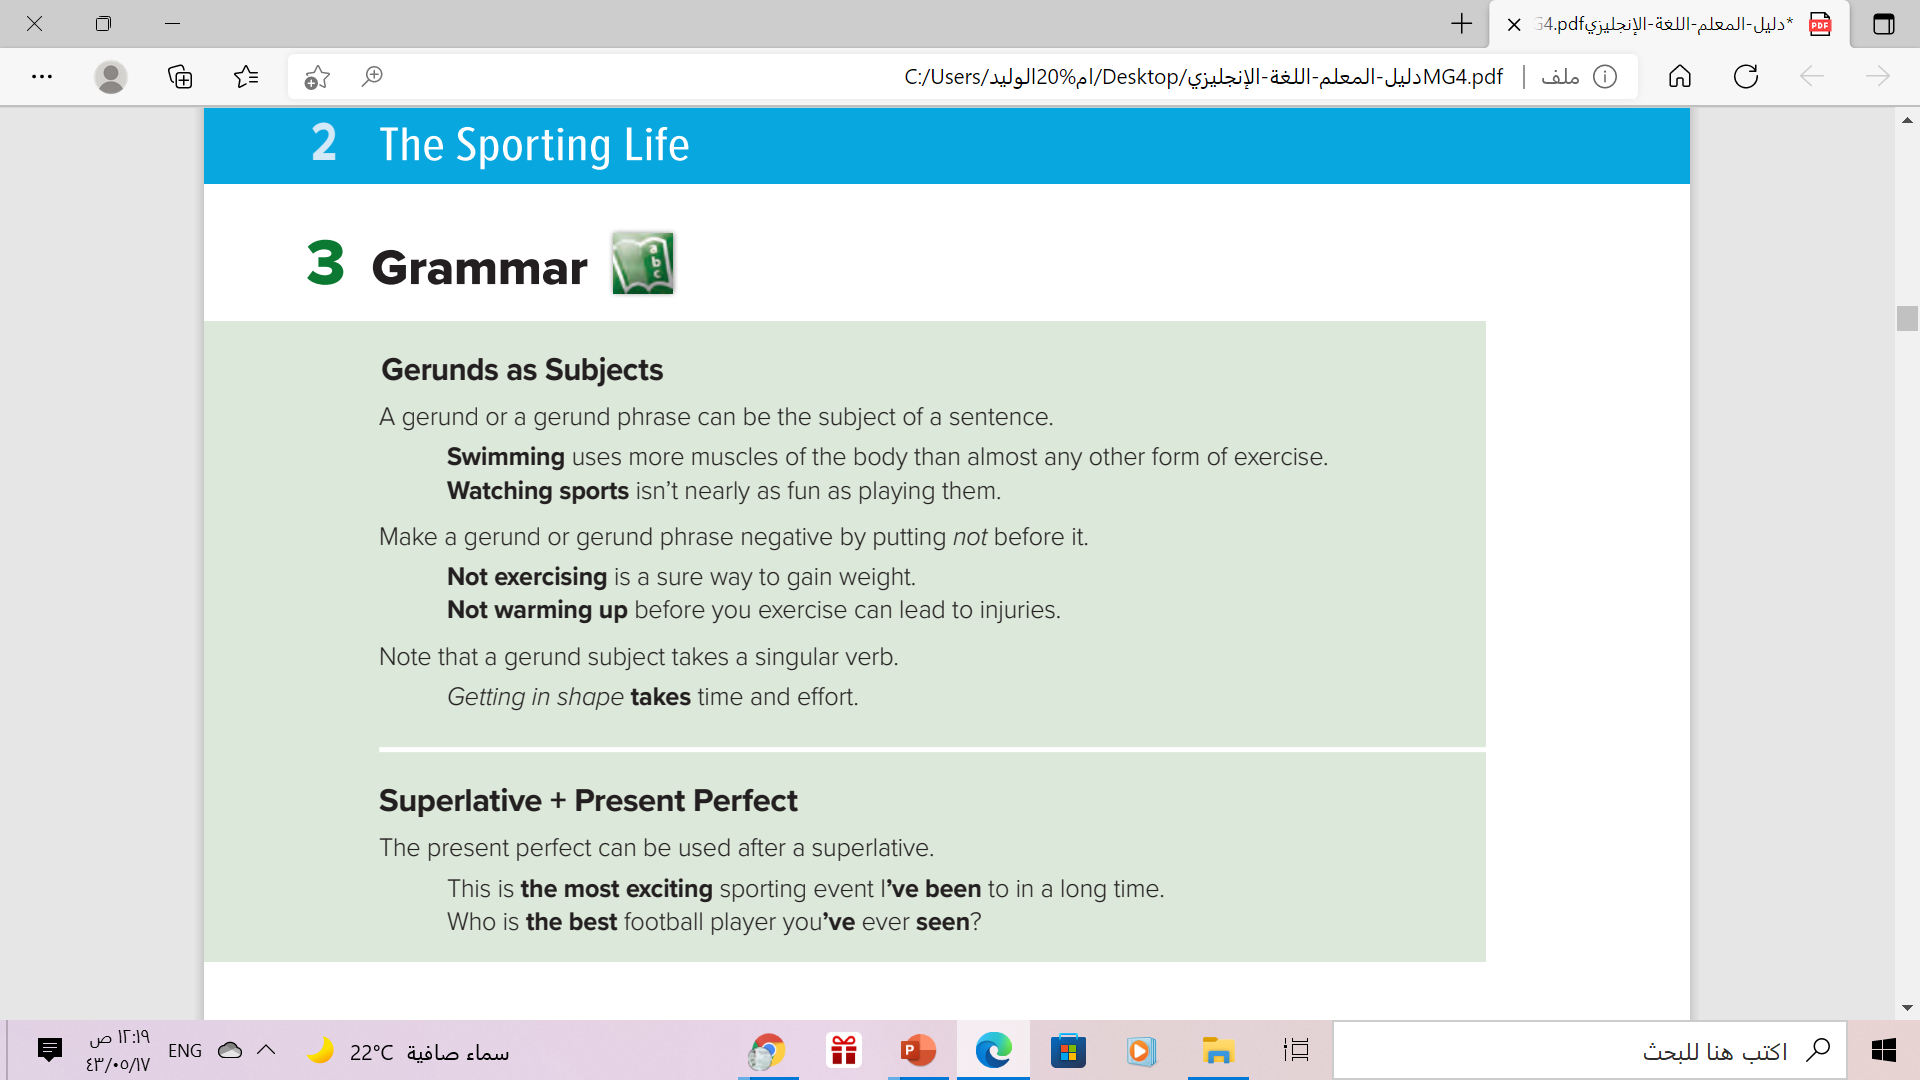 *دليل-المعلم-اللغة-الإنجليزيG4.pdf
C:/Users/ام%20الوليد/Desktop/دليل-المعلم-اللغة-الإنجليزيMG4.pdf | ملف
2 The Sporting Life
3 Grammar
abc
Gerunds as Subjects
A gerund or a gerund phrase can be the subject of a sentence.
Swimming uses more muscles of the body than almost any other form of exercise.
Watching sports isn’t nearly as fun as playing them.
Make a gerund or gerund phrase negative by putting not before it.
Not exercising is a sure way to gain weight.
Not warming up before you exercise can lead to injuries.
Note that a gerund subject takes a singular verb.
Getting in shape takes time and effort.
Superlative + Present Perfect
The present perfect can be used after a superlative.
This is the most exciting sporting event I’ve been to in a long time.
Who is the best football player you’ve ever seen?
١٢:١٩ ص
٤٣/٠٥/١٧
ENG
22°C سماء صافية
اكتب هنا للبحث